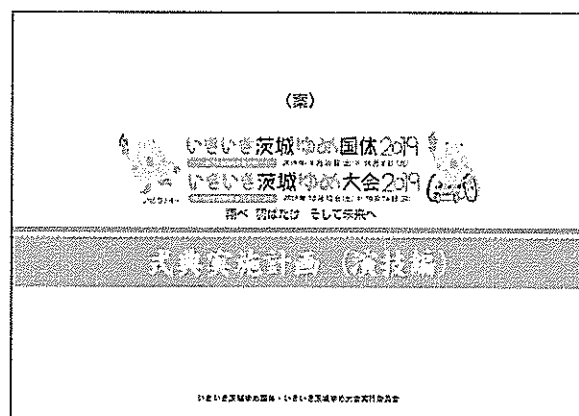 (案)
いきいき茨城ゆめ国体2019
いきいき茨城ゆめ大会2019
翔べ 羽ばたけ そして未来へ
式典実施計画（演技編）
いきいき茨城ゆめ国体・いきいき茨城ゆめ大会実行委員会